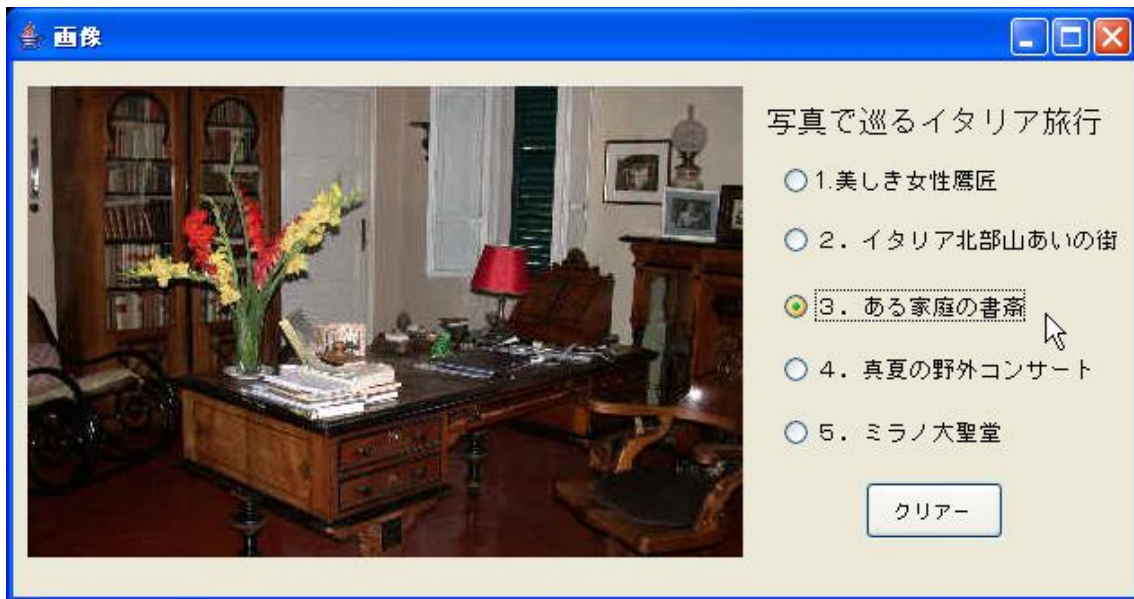 画像
写真で巡るイタリア旅行
1.美しき女性鷹匠
２．イタリア北部山あいの街
３．ある家庭の書斎
４．真夏の野外コンサート
５．ミラノ大聖堂
クリアー